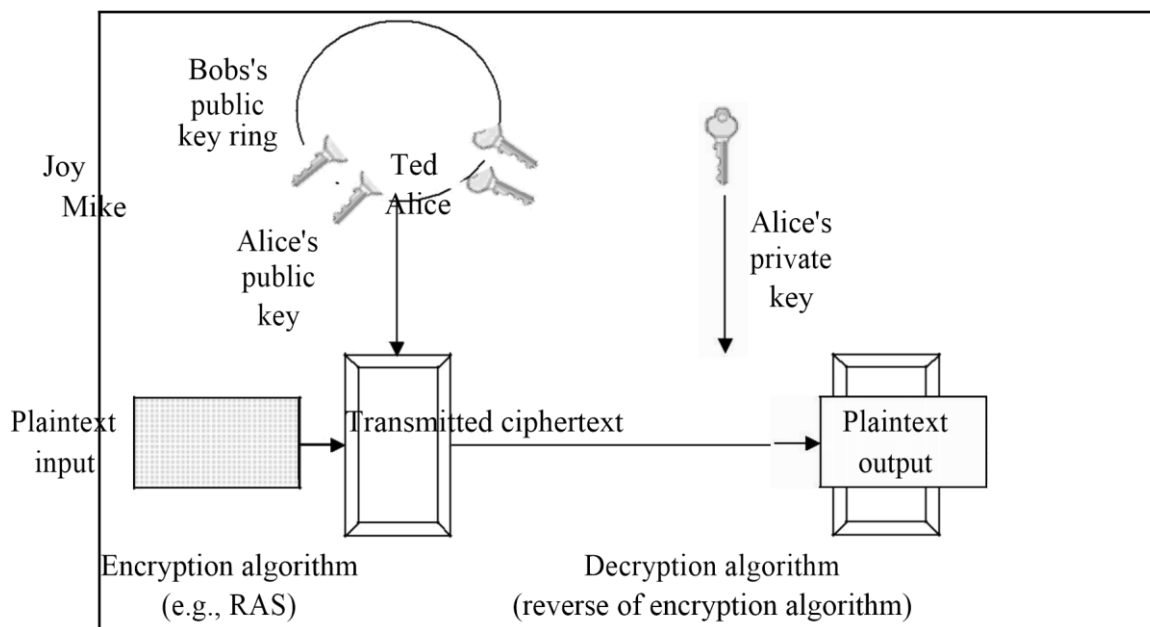 Bobs's
public
key ring
Joy
Mike
Ted
Alice
Alice's
public
key
Alice's
private
key
Plaintext
input
Transmitted ciphertext
Plaintext
output
Encryption algorithm
(e.g., RAS)
Decryption algorithm
(reverse of encryption algorithm)